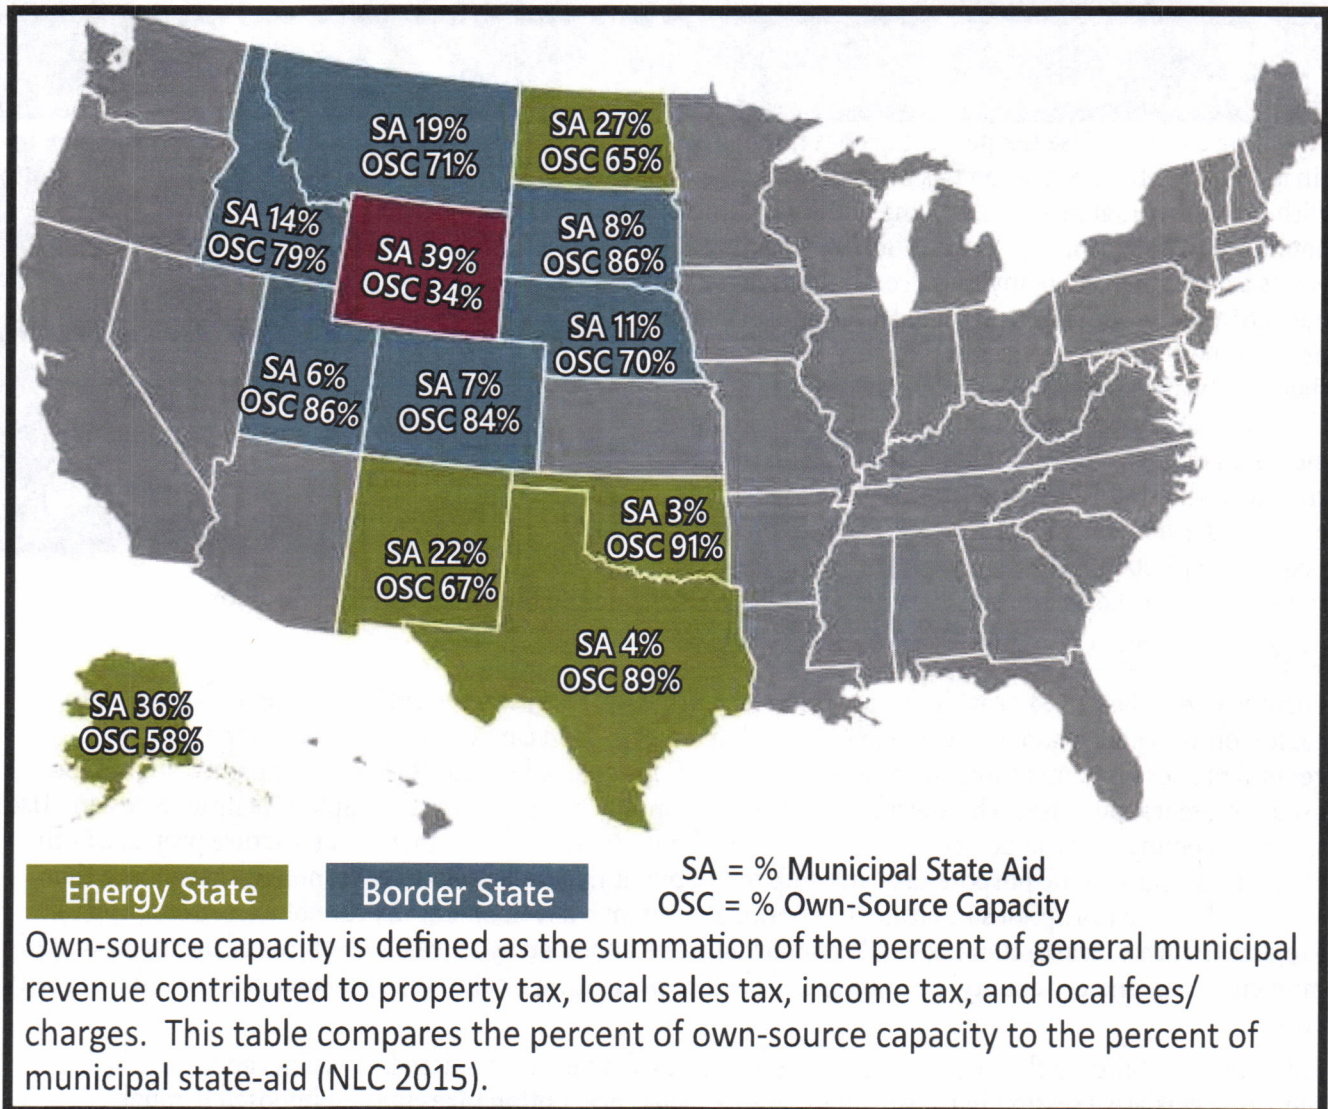 SA 19%
OSC 71%
SA 27%
OSC 65%
SA 14%
OSC 79%
SA 39%
OSC 34%
SA 8%
OSC 86%
SA 11%
OSC 70%
SA 6%
OSC 86%
SA 7%
OSC 84%
SA 3%
OSC 91%
SA 22%
OSC 67%
SA 4%
OSC 89%
SA 36%
OSC 58%
Energy State
Border State
SA = % Municipal State Aid
OSC = % Own-Source Capacity
Own-source capacity is defined as the summation of the percent of general municipal
revenue contributed to property tax, local sales tax, income tax, and local fees/
charges. This table compares the percent of own-source capacity to the percent of
municipal state-aid (NLC 2015).